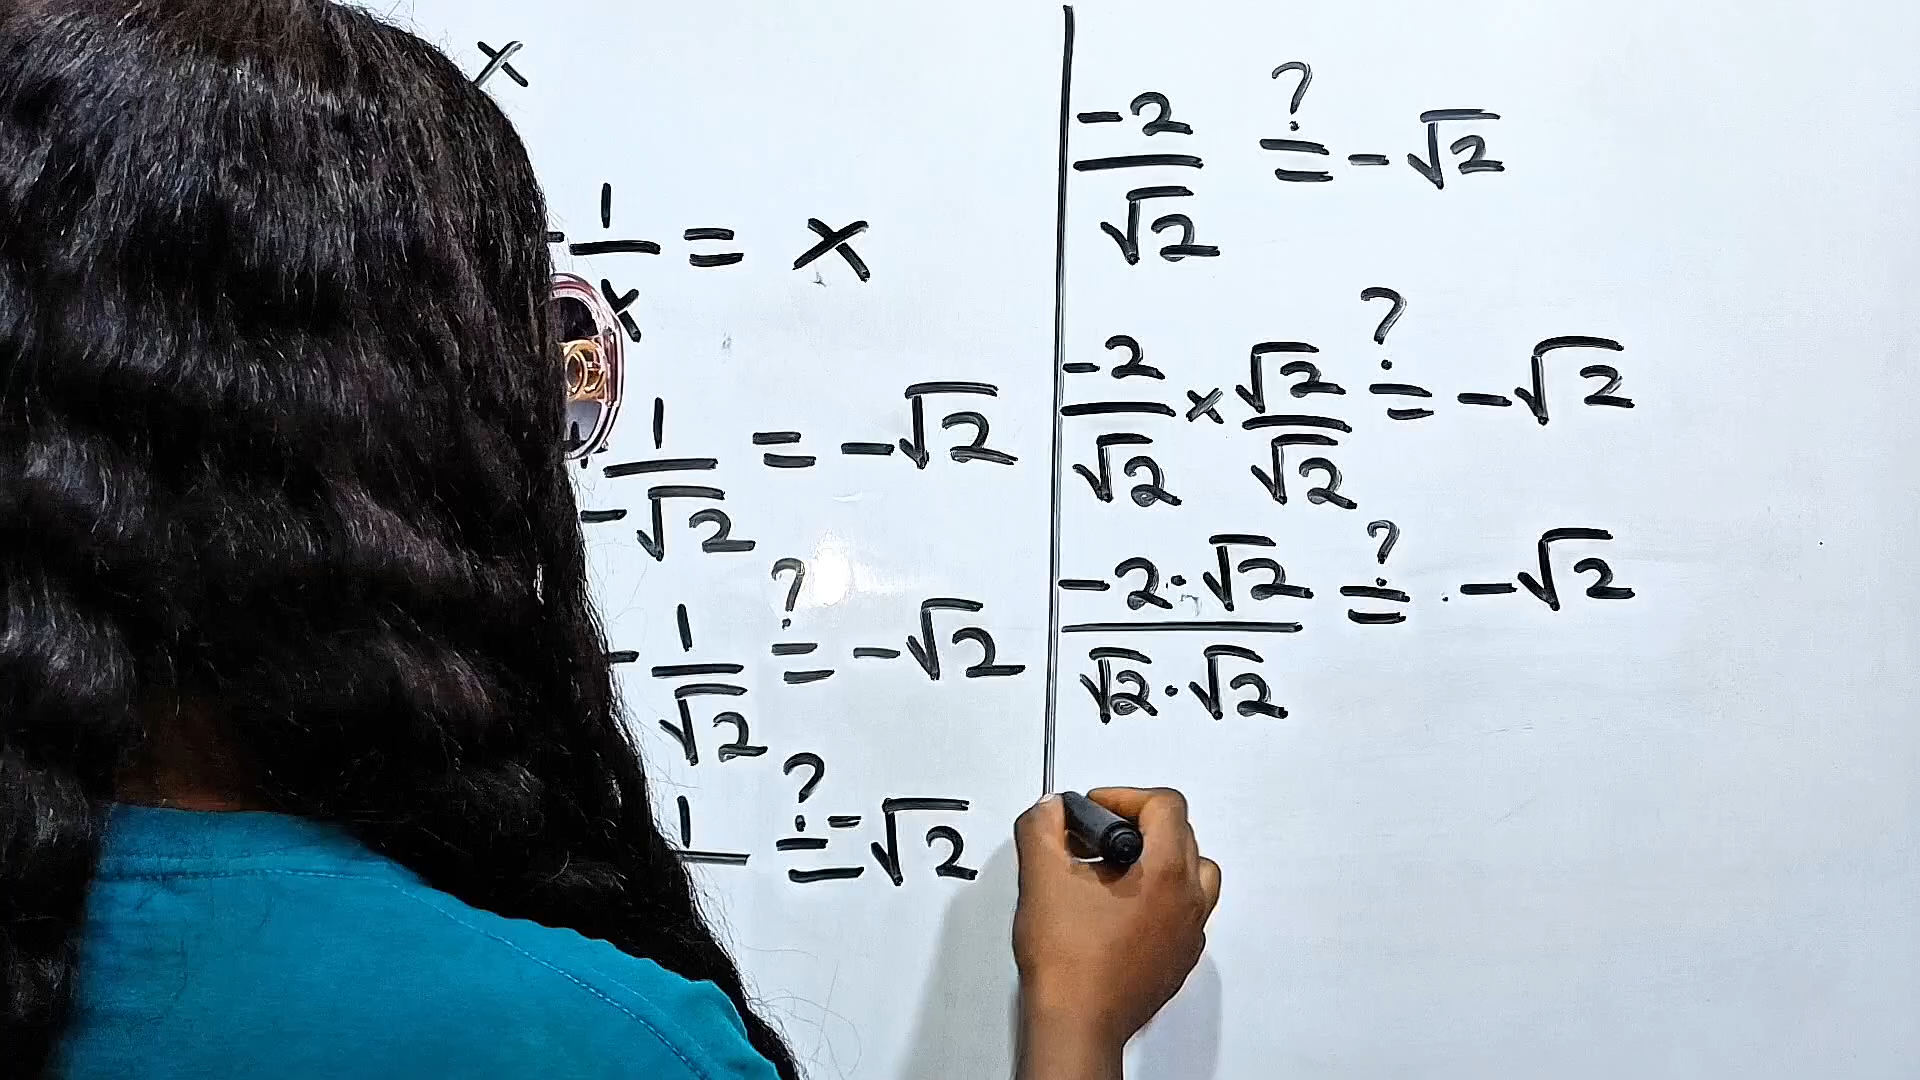 x
- 1/x = x
1/-√2 = -√2
- 1/√2 ≟ -√2
1/ ≟ -√2
-2/√2 ≟ -√2
-2/√2 × √2/√2 ≟ -√2
-2·√2/√2·√2 ≟ -√2